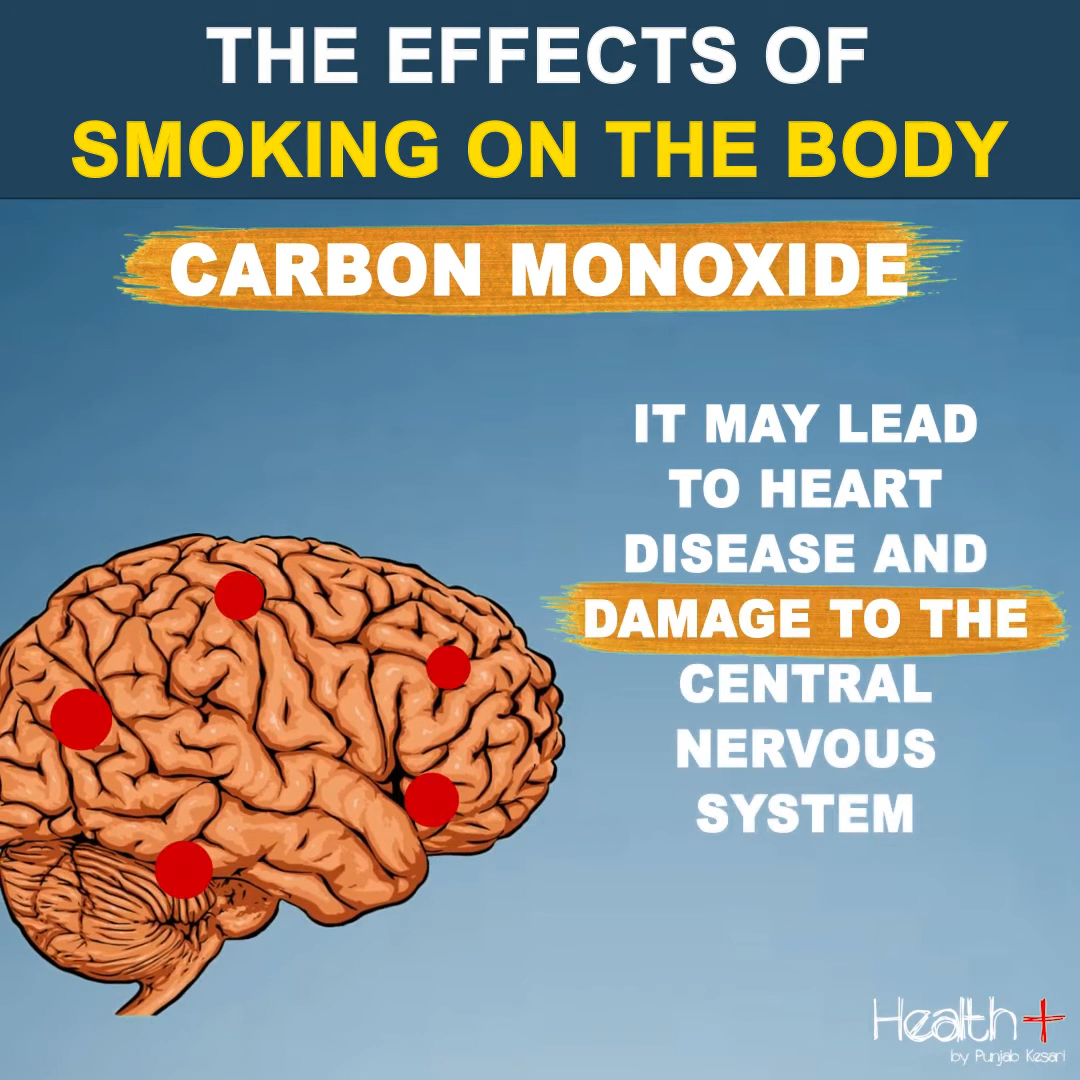 THE EFFECTS OF
SMOKING ON THE BODY
CARBON MONOXIDE
IT MAY LEAD
TO HEART
DISEASE AND
DAMAGE TO THE
CENTRAL
NERVOUS
SYSTEM
Health+
by Punjab Kesari